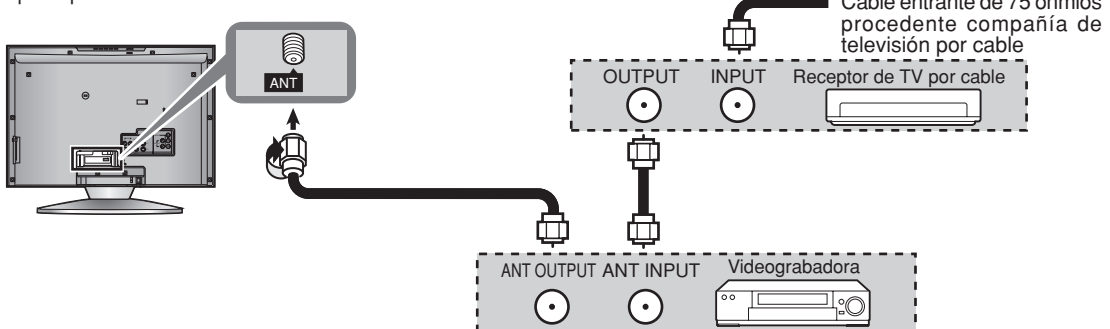 Cable entrante de 75 ohmios
procedente compañía de
televisión por cable
ANT
OUTPUT INPUT Receptor de TV por cable
ANT OUTPUT ANT INPUT Videograbadora